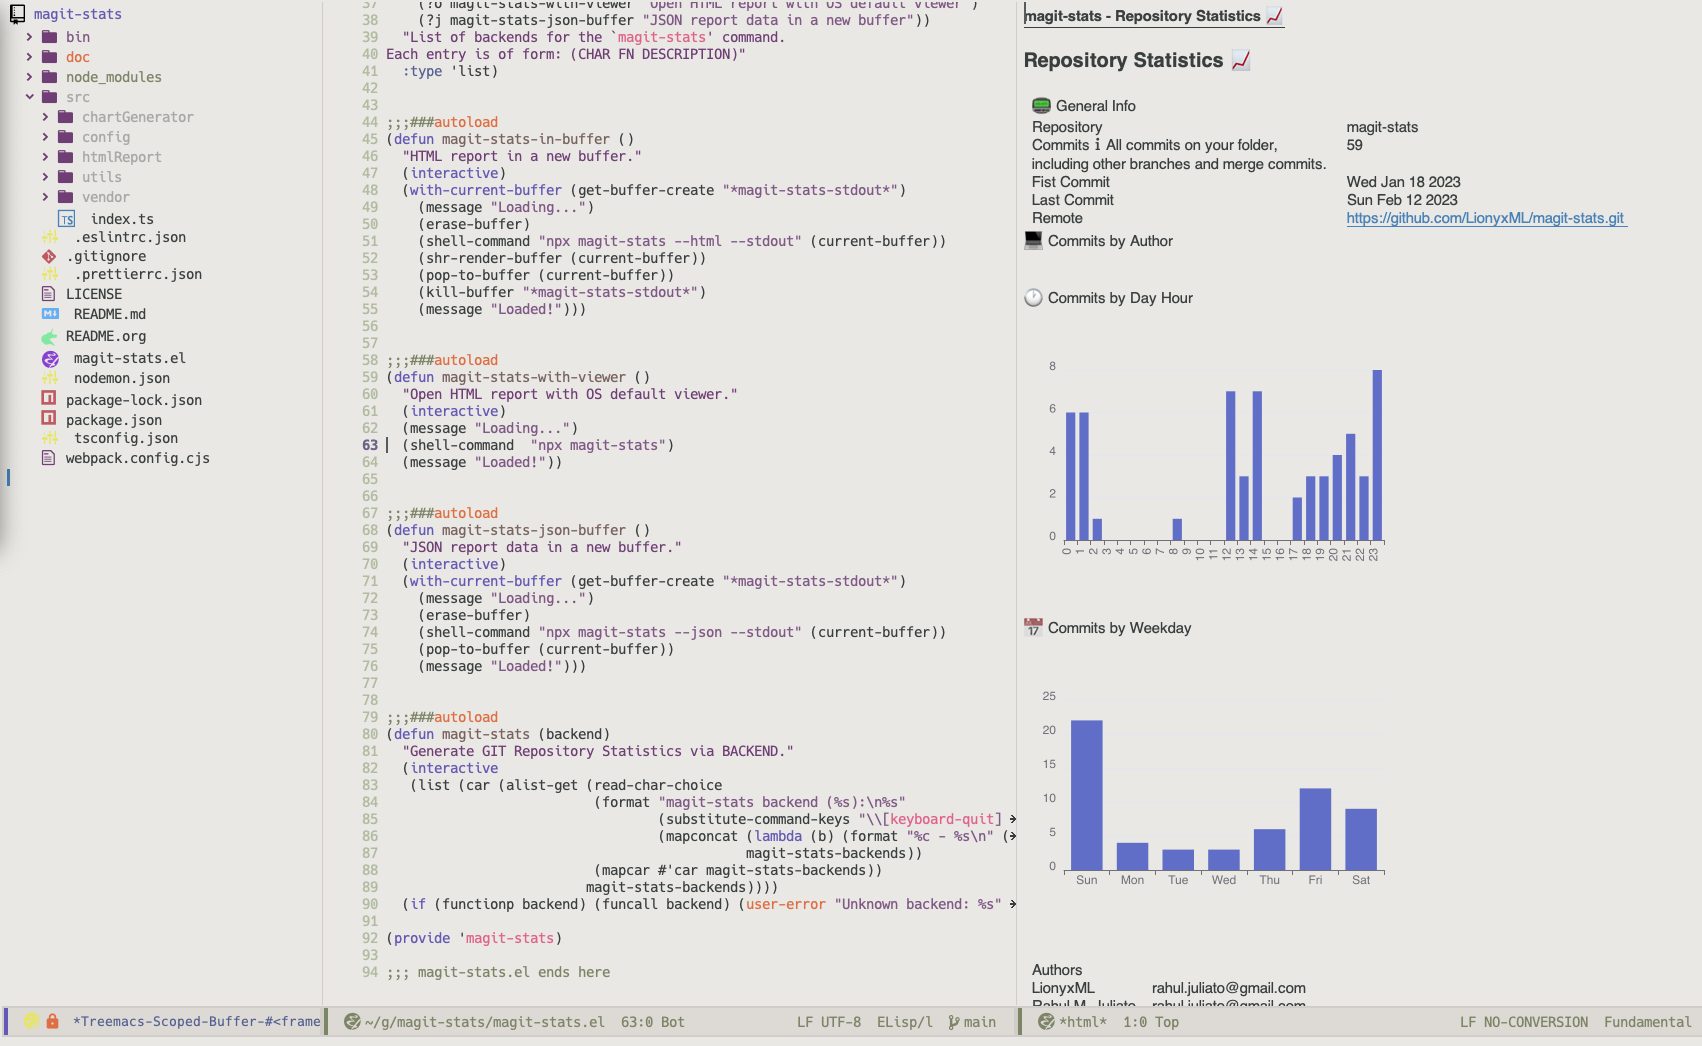 magit-stats
bin
doc
node_modules
src
chartGenerator
config
htmlReport
utils
vendor
TS index.ts
.eslintrc.json
.gitignore
.prettierrc.json
LICENSE
README.md
README.org
magit-stats.el
nodemon.json
package-lock.json
package.json
tsconfig.json
webpack.config.cjs
*Treemacs-Scoped-Buffer-#<frame
37 (?o magit-stats-with-viewer "Open HTML report with OS default viewer")
38 (?j magit-stats-json-buffer "JSON report data in a new buffer"))
39 "List of backends for the `magit-stats' command.
40 Each entry is of form: (CHAR FN DESCRIPTION)"
41 :type 'list)
42
43
44 ;;;###autoload
45 (defun magit-stats-in-buffer ()
46 "HTML report in a new buffer."
47 (interactive)
48 (with-current-buffer (get-buffer-create "*magit-stats-stdout*")
49 (message "Loading...")
50 (erase-buffer)
51 (shell-command "npx magit-stats --html --stdout" (current-buffer))
52 (shr-render-buffer (current-buffer))
53 (pop-to-buffer (current-buffer))
54 (kill-buffer "*magit-stats-stdout*")
55 (message "Loaded!")))
56
57
58 ;;;###autoload
59 (defun magit-stats-with-viewer ()
60 "Open HTML report with OS default viewer."
61 (interactive)
62 (message "Loading...")
63 (shell-command  "npx magit-stats")
64 (message "Loaded!"))
65
66
67 ;;;###autoload
68 (defun magit-stats-json-buffer ()
69 "JSON report data in a new buffer."
70 (interactive)
71 (with-current-buffer (get-buffer-create "*magit-stats-stdout*")
72 (message "Loading...")
73 (erase-buffer)
74 (shell-command "npx magit-stats --json --stdout" (current-buffer))
75 (pop-to-buffer (current-buffer))
76 (message "Loaded!")))
77
78
79 ;;;###autoload
80 (defun magit-stats (backend)
81 "Generate GIT Repository Statistics via BACKEND."
82 (interactive
83 (list (car (alist-get (read-char-choice
84 (format "magit-stats backend (%s):\n%s"
85 (substitute-command-keys "\\[keyboard-quit]
86 (mapconcat (lambda (b) (format "%c - %s\n" (
87 magit-stats-backends))
88 (mapcar #'car magit-stats-backends))
89 magit-stats-backends))))
90 (if (functionp backend) (funcall backend) (user-error "Unknown backend: %s"
91
92 (provide 'magit-stats)
93
94 ;;; magit-stats.el ends here
~/g/magit-stats/magit-stats.el 63:0 Bot LF UTF-8 ELisp/l main
magit-stats - Repository Statistics 📈
Repository Statistics 📈
📟 General Info
Repository magit-stats
Commits ℹ All commits on your folder, 59
including other branches and merge commits.
Fist Commit Wed Jan 18 2023
Last Commit Sun Feb 12 2023
Remote https://github.com/LionyxML/magit-stats.git
💻 Commits by Author
🕐 Commits by Day Hour
8
6
4
2
0
0 1 2 3 4 5 6 7 8 9 10 11 12 13 14 15 16 17 18 19 20 21 22 23
📅 Commits by Weekday
25
20
15
10
5
0
Sun Mon Tue Wed Thu Fri Sat
Authors
LionyxML rahul.juliato@gmail.com
Rahul M. Juliato rahul.juliato@gmail.com
*html* 1:0 Top LF NO-CONVERSION Fundamental